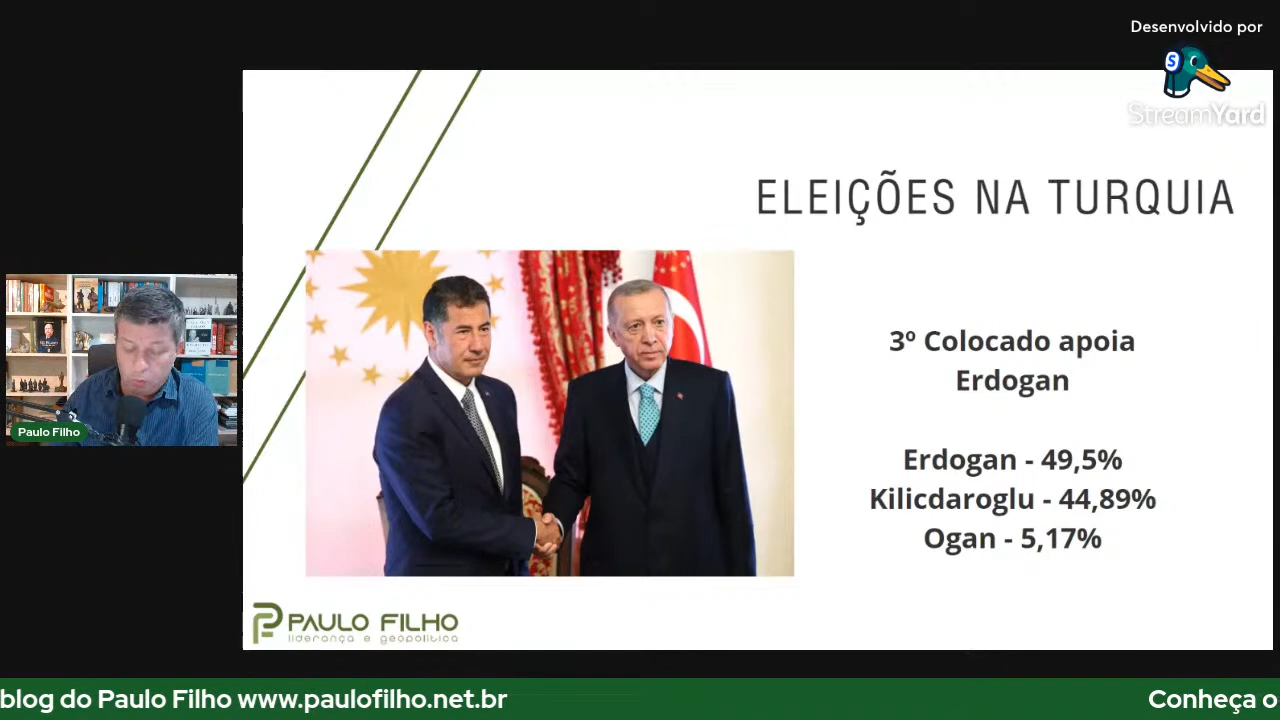 Desenvolvido por
StreamYard
ELEIÇÕES NA TURQUIA
3º Colocado apoia
Erdogan
Erdogan - 49,5%
Kilicdaroglu - 44,89%
Ogan - 5,17%
Paulo Filho
PAULO FILHO
liderança e geopolítica
blog do Paulo Filho www.paulofilho.net.br
Conheça o